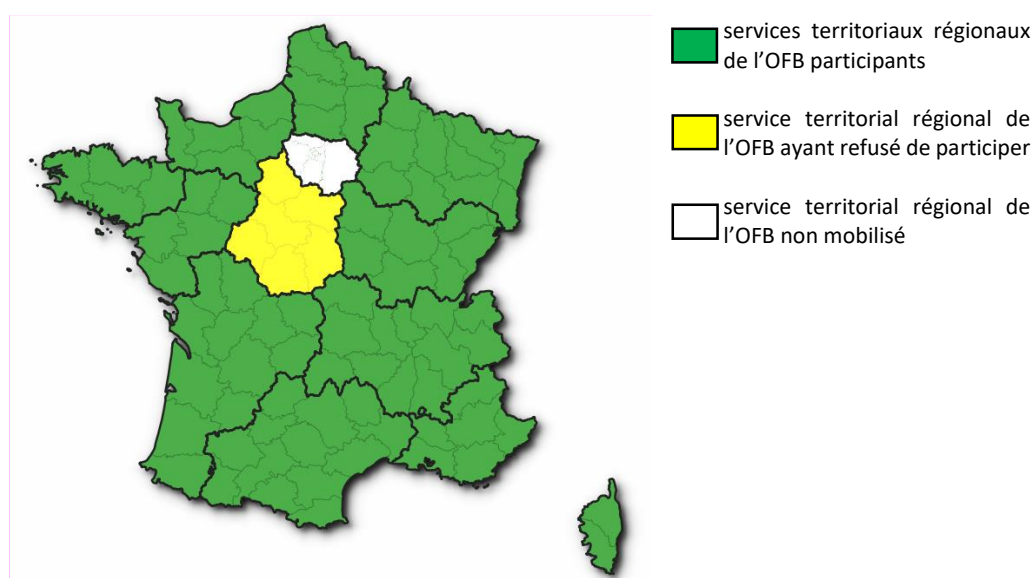 services territoriaux régionaux
de l’OFB participants
service territorial régional de
l’OFB ayant refusé de participer
service territorial régional de
l’OFB non mobilisé